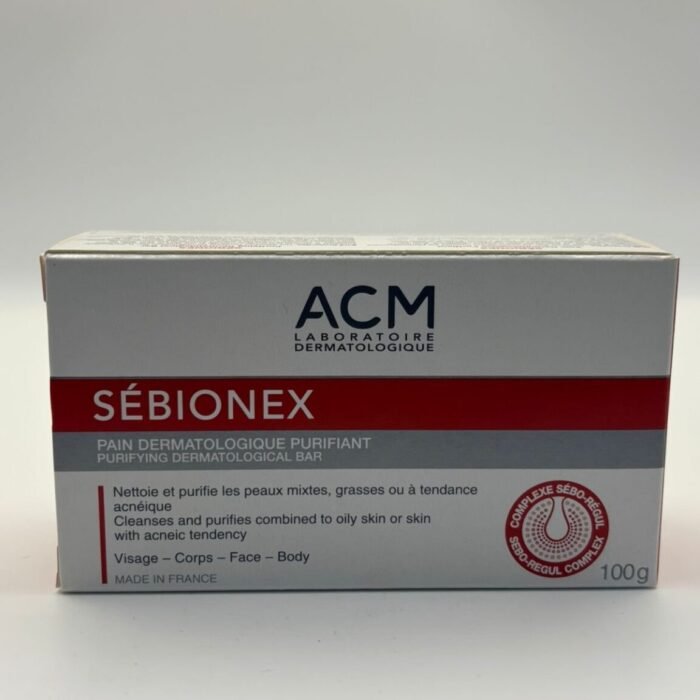 ACM
LABORATOIRE
DERMATOLOGIQUE
SÉBIONEX
PAIN DERMATOLOGIQUE PURIFIANT
PURIFYING DERMATOLOGICAL BAR
Nettoie et purifie les peaux mixtes, grasses ou à tendance
acnéique
Cleanses and purifies combined to oily skin or skin
with acneic tendency
Visage – Corps – Face – Body
MADE IN FRANCE
COMPLEXE SÉBO-RÉGUL
SEBO-REGUL COMPLEX
100g